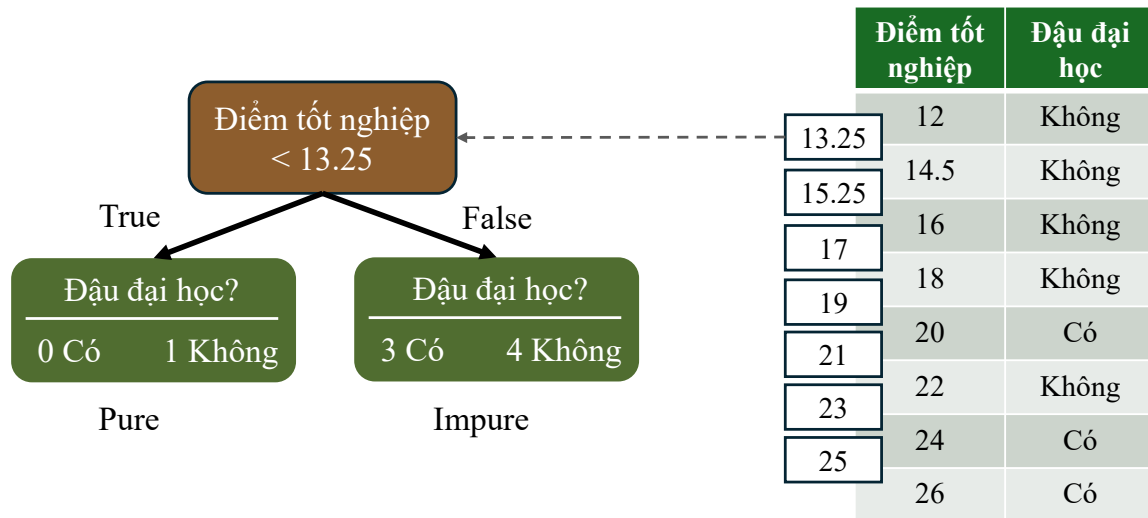 Điểm tốt nghiệp
< 13.25
True
False
Đậu đại học?
0 Có 1 Không
Pure
Đậu đại học?
3 Có 4 Không
Impure
13.25
15.25
17
19
21
23
25
Điểm tốt nghiệp Đậu đại học
12 Không
14.5 Không
16 Không
18 Không
20 Có
22 Không
24 Có
26 Có